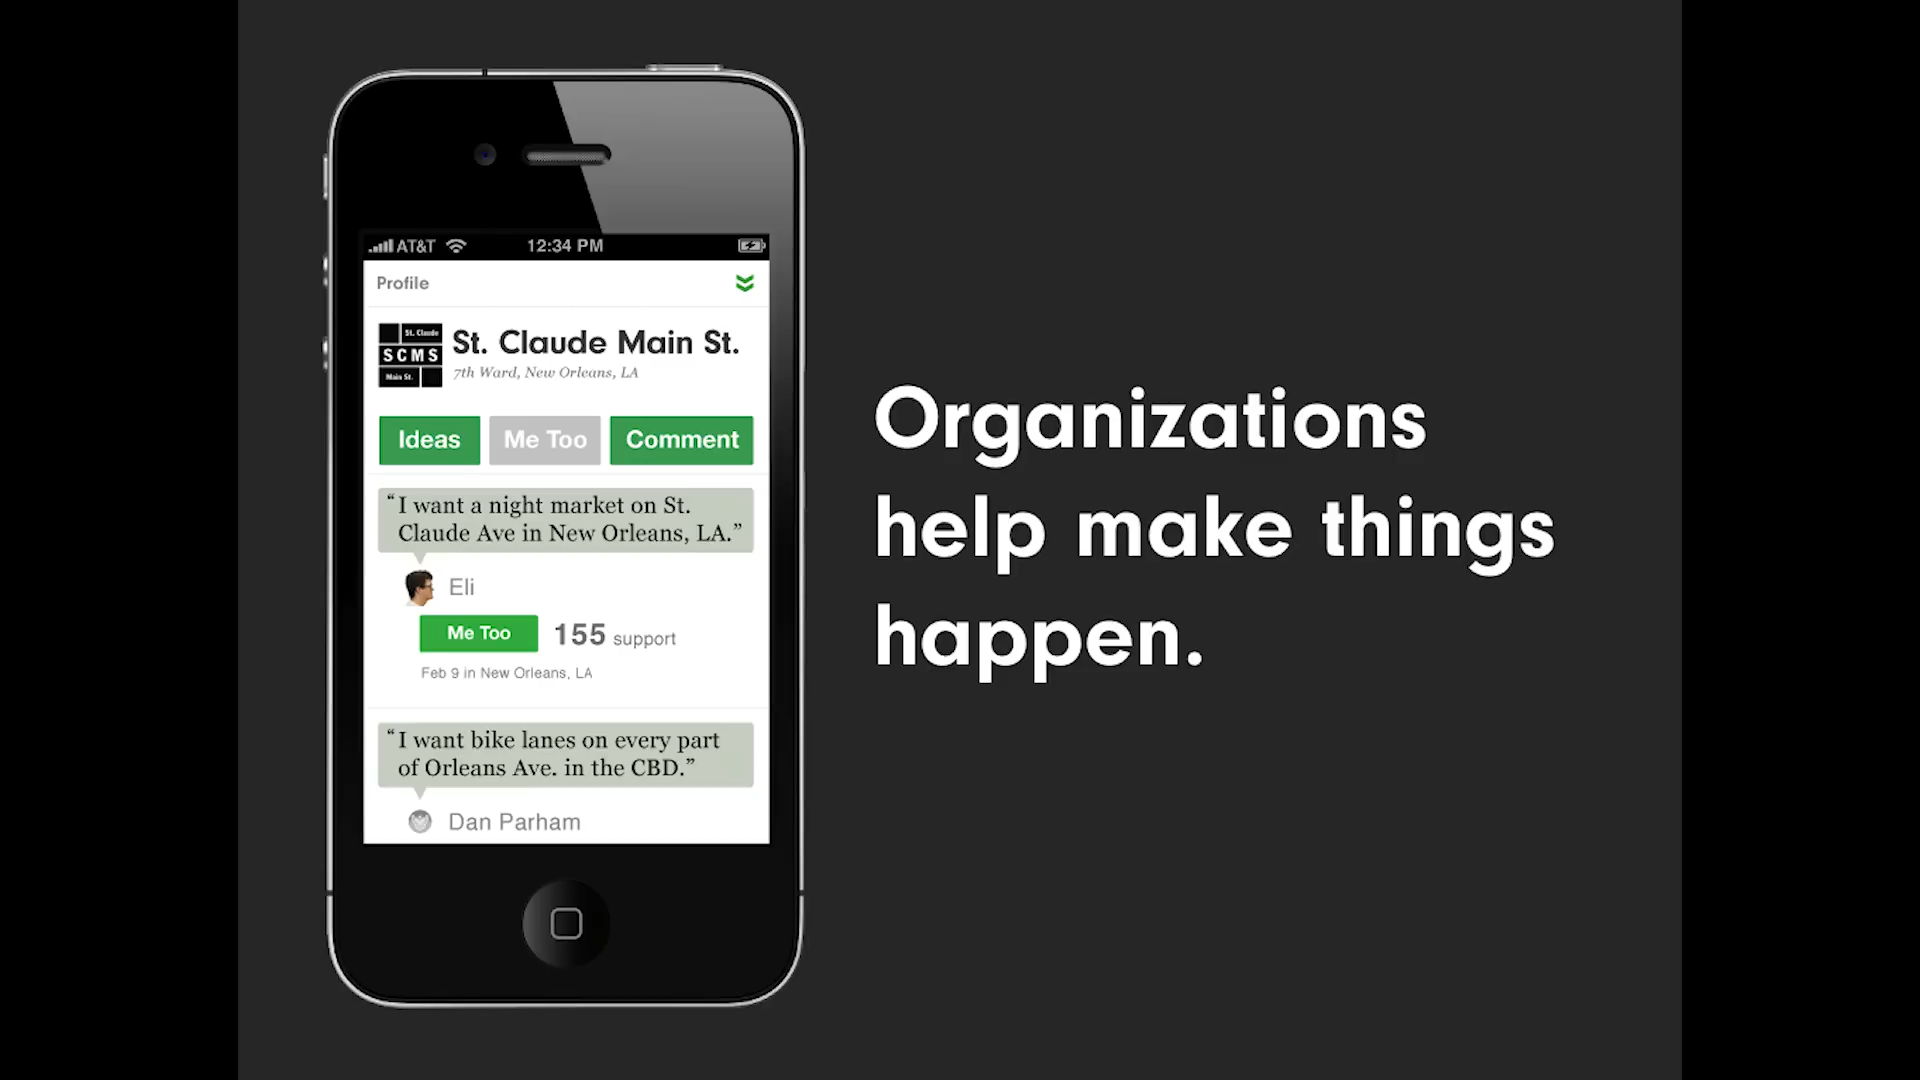 AT&T 12:34 PM
Profile
St. Claude
SCMS
Main St.
St. Claude Main St.
7th Ward, New Orleans, LA
Ideas Me Too Comment
“I want a night market on St.
Claude Ave in New Orleans, LA.”
Eli
Me Too 155 support
Feb 9 in New Orleans, LA
“I want bike lanes on every part
of Orleans Ave. in the CBD.”
Dan Parham
Organizations
help make things
happen.